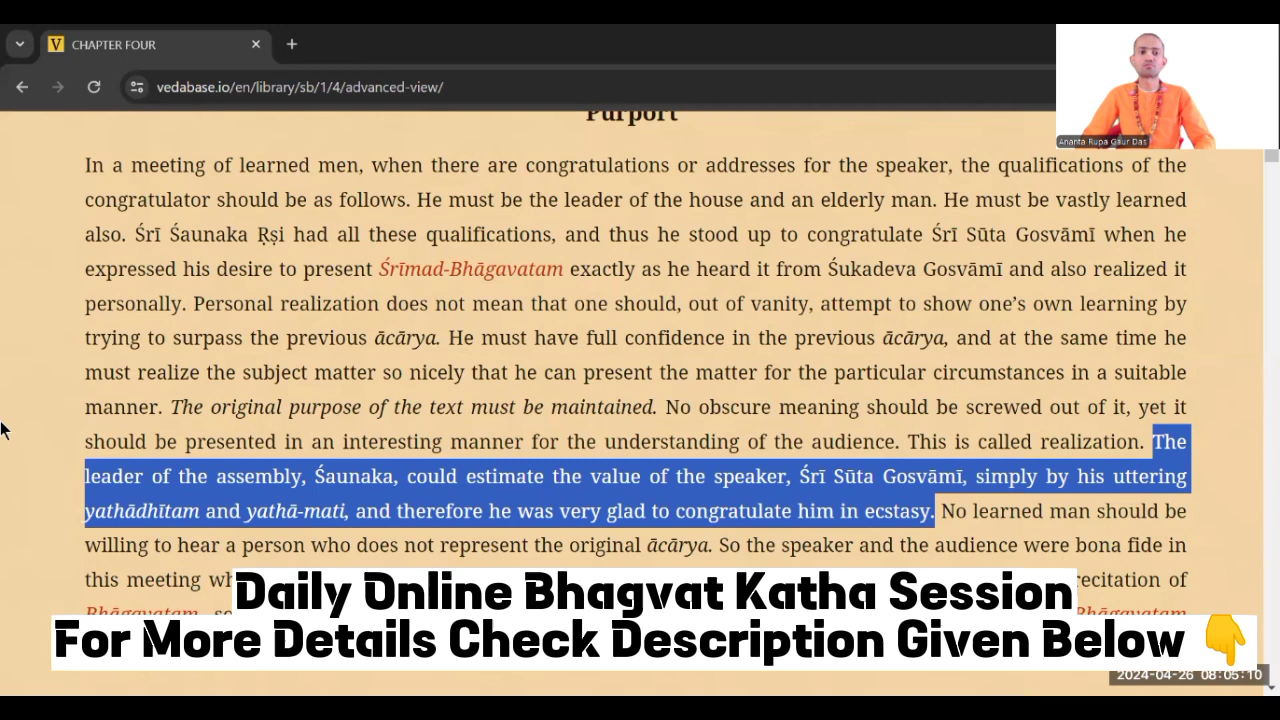 CHAPTER FOUR
vedabase.io/en/library/sb/1/4/advanced-view/
Purport
Ananta Rupa Gaur Das
In a meeting of learned men, when there are congratulations or addresses for the speaker, the qualifications of the
congratulator should be as follows. He must be the leader of the house and an elderly man. He must be vastly learned
also. Śrī Śaunaka Ṛṣi had all these qualifications, and thus he stood up to congratulate Śrī Sūta Gosvāmī when he
expressed his desire to present Śrīmad-Bhāgavatam exactly as he heard it from Śukadeva Gosvāmī and also realized it
personally. Personal realization does not mean that one should, out of vanity, attempt to show one’s own learning by
trying to surpass the previous ācārya. He must have full confidence in the previous ācārya, and at the same time he
must realize the subject matter so nicely that he can present the matter for the particular circumstances in a suitable
manner. The original purpose of the text must be maintained. No obscure meaning should be screwed out of it, yet it
should be presented in an interesting manner for the understanding of the audience. This is called realization. The
leader of the assembly, Śaunaka, could estimate the value of the speaker, Śrī Sūta Gosvāmī, simply by his uttering
yathādhītam and yathā-mati, and therefore he was very glad to congratulate him in ecstasy. No learned man should be
willing to hear a person who does not represent the original ācārya. So the speaker and the audience were bona fide in
this meeting recitation of
Bhāgavatam Bhāgavatam
Daily Online Bhagvat Katha Session
For More Details Check Description Given Below 👇
2024-04-26 08:05:10